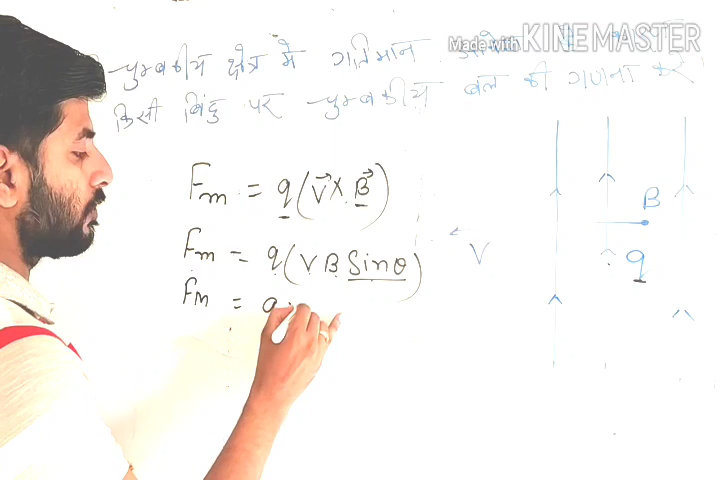 Made with KINEMASTER
चुम्बकीय क्षेत्र में गतिमान
किसी बिंदु पर चुम्बकीय बल की गणना करे
Fm = q(V⃗ × B⃗)
Fm = q(VB Sinθ)
Fm = q
B
V
q